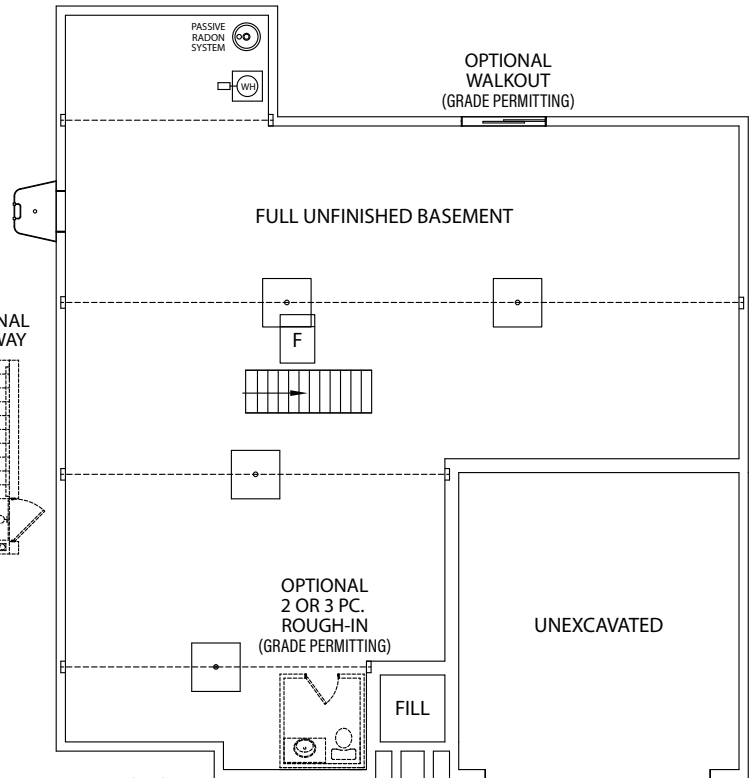 PASSIVE
RADON
SYSTEM
WH
OPTIONAL
WALKOUT
(GRADE PERMITTING)
FULL UNFINISHED BASEMENT
F
OPTIONAL
2 OR 3 PC.
ROUGH-IN
(GRADE PERMITTING)
UNEXCAVATED
FILL